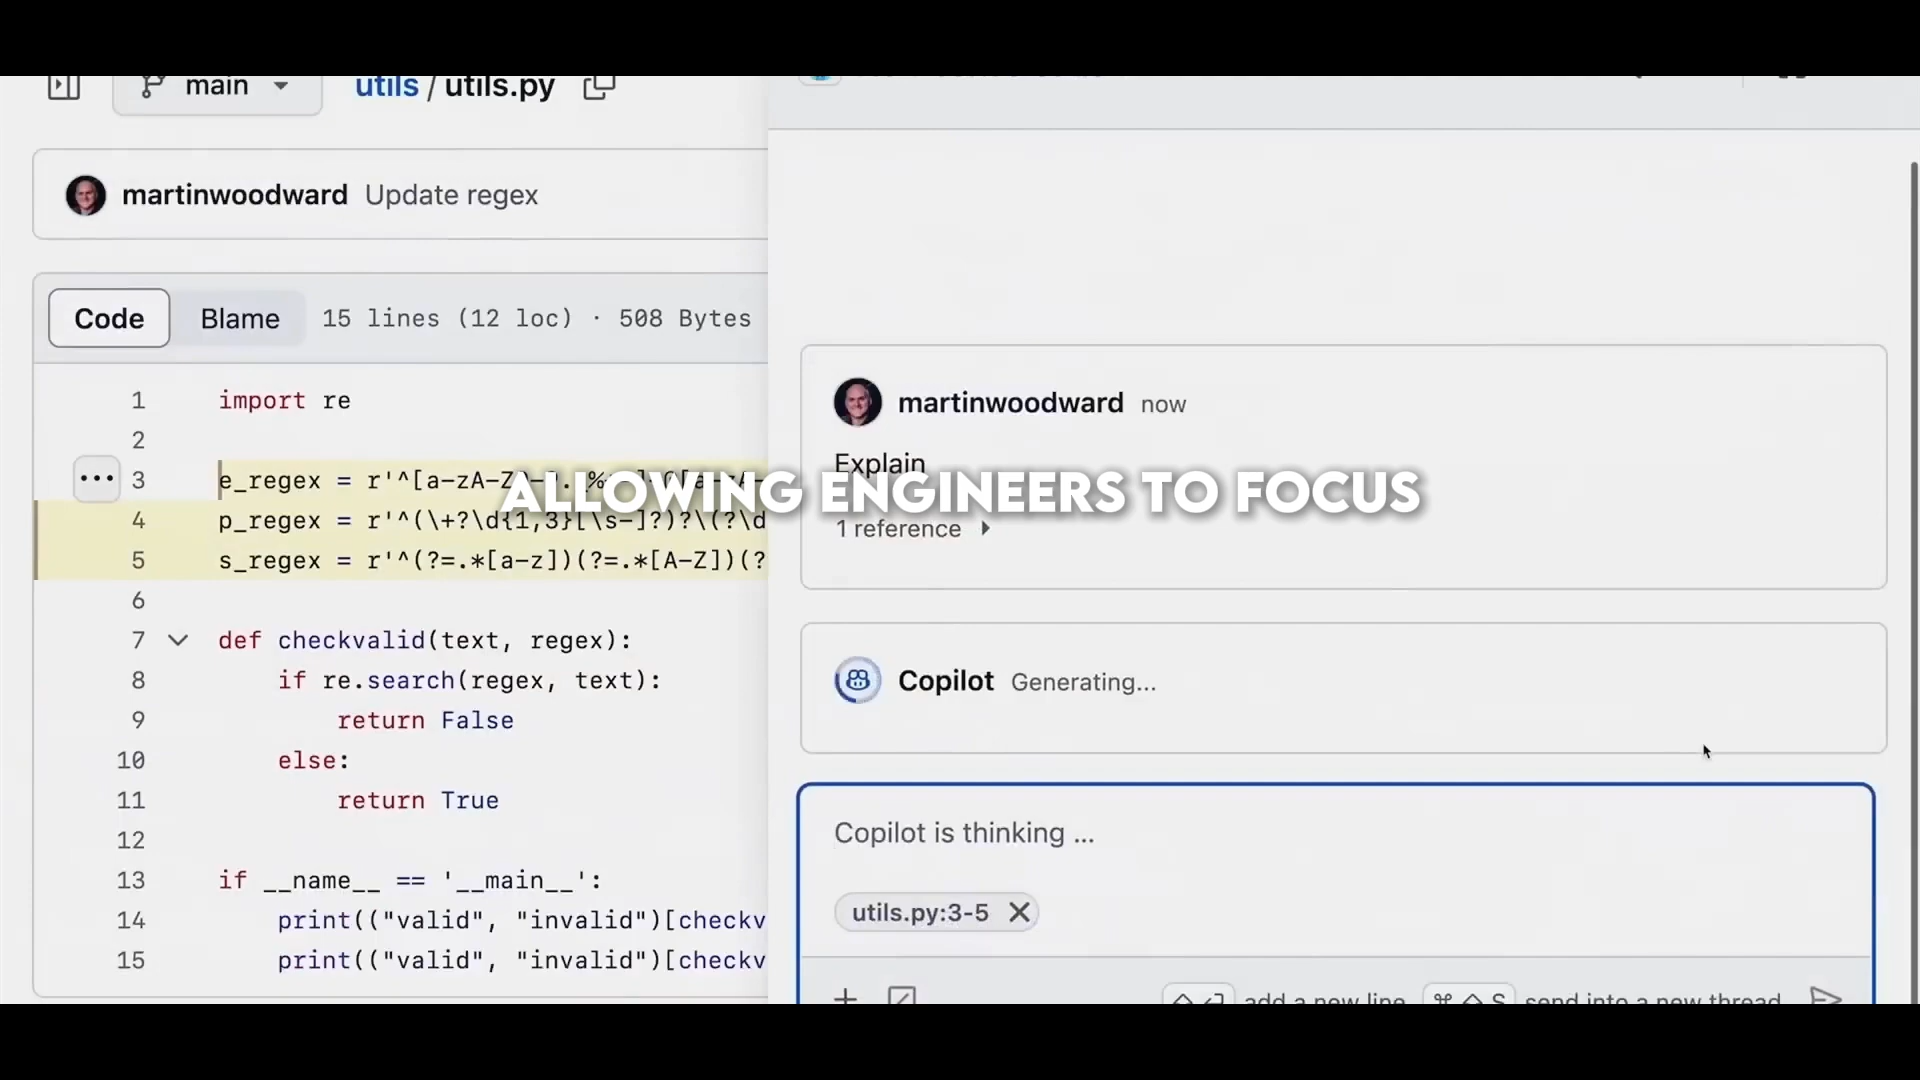 main
utils / utils.py
martinwoodward Update regex
Code Blame 15 lines (12 loc) · 508 Bytes
1 import re
2
3 e_regex = r'^[a-zA-Z
4 p_regex = r'^(\+?\d{1,3}[\s-]?)?\(?\d
5 s_regex = r'^(?=.*[a-z])(?=.*[A-Z])(?
6
7 def checkvalid(text, regex):
8 if re.search(regex, text):
9 return False
10 else:
11 return True
12
13 if __name__ == '__main__':
14 print(("valid", "invalid")[checkv
15 print(("valid", "invalid")[checkv
martinwoodward now
Explain
ALLOWING ENGINEERS TO FOCUS
1 reference
Copilot Generating...
Copilot is thinking ...
utils.py:3-5
add a new line ⌘ S send into a new thread